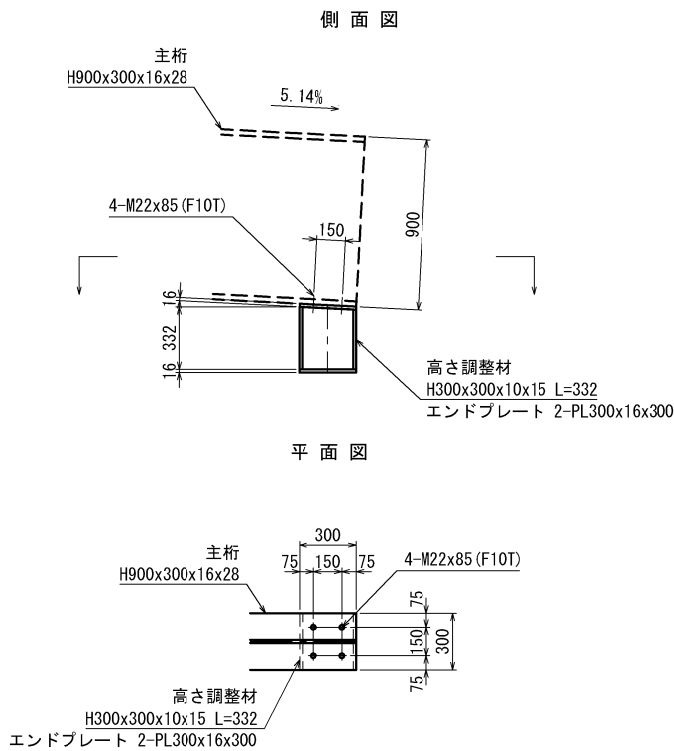 側面図
主桁
H900x300x16x28
5.14%
4-M22x85(F10T)
150
900
16
332
16
高さ調整材
H300x300x10x15 L=332
エンドプレート 2-PL300x16x300
平面図
300
主桁
75 150 75
4-M22x85(F10T)
H900x300x16x28
75
150
300
75
高さ調整材
H300x300x10x15 L=332
エンドプレート 2-PL300x16x300